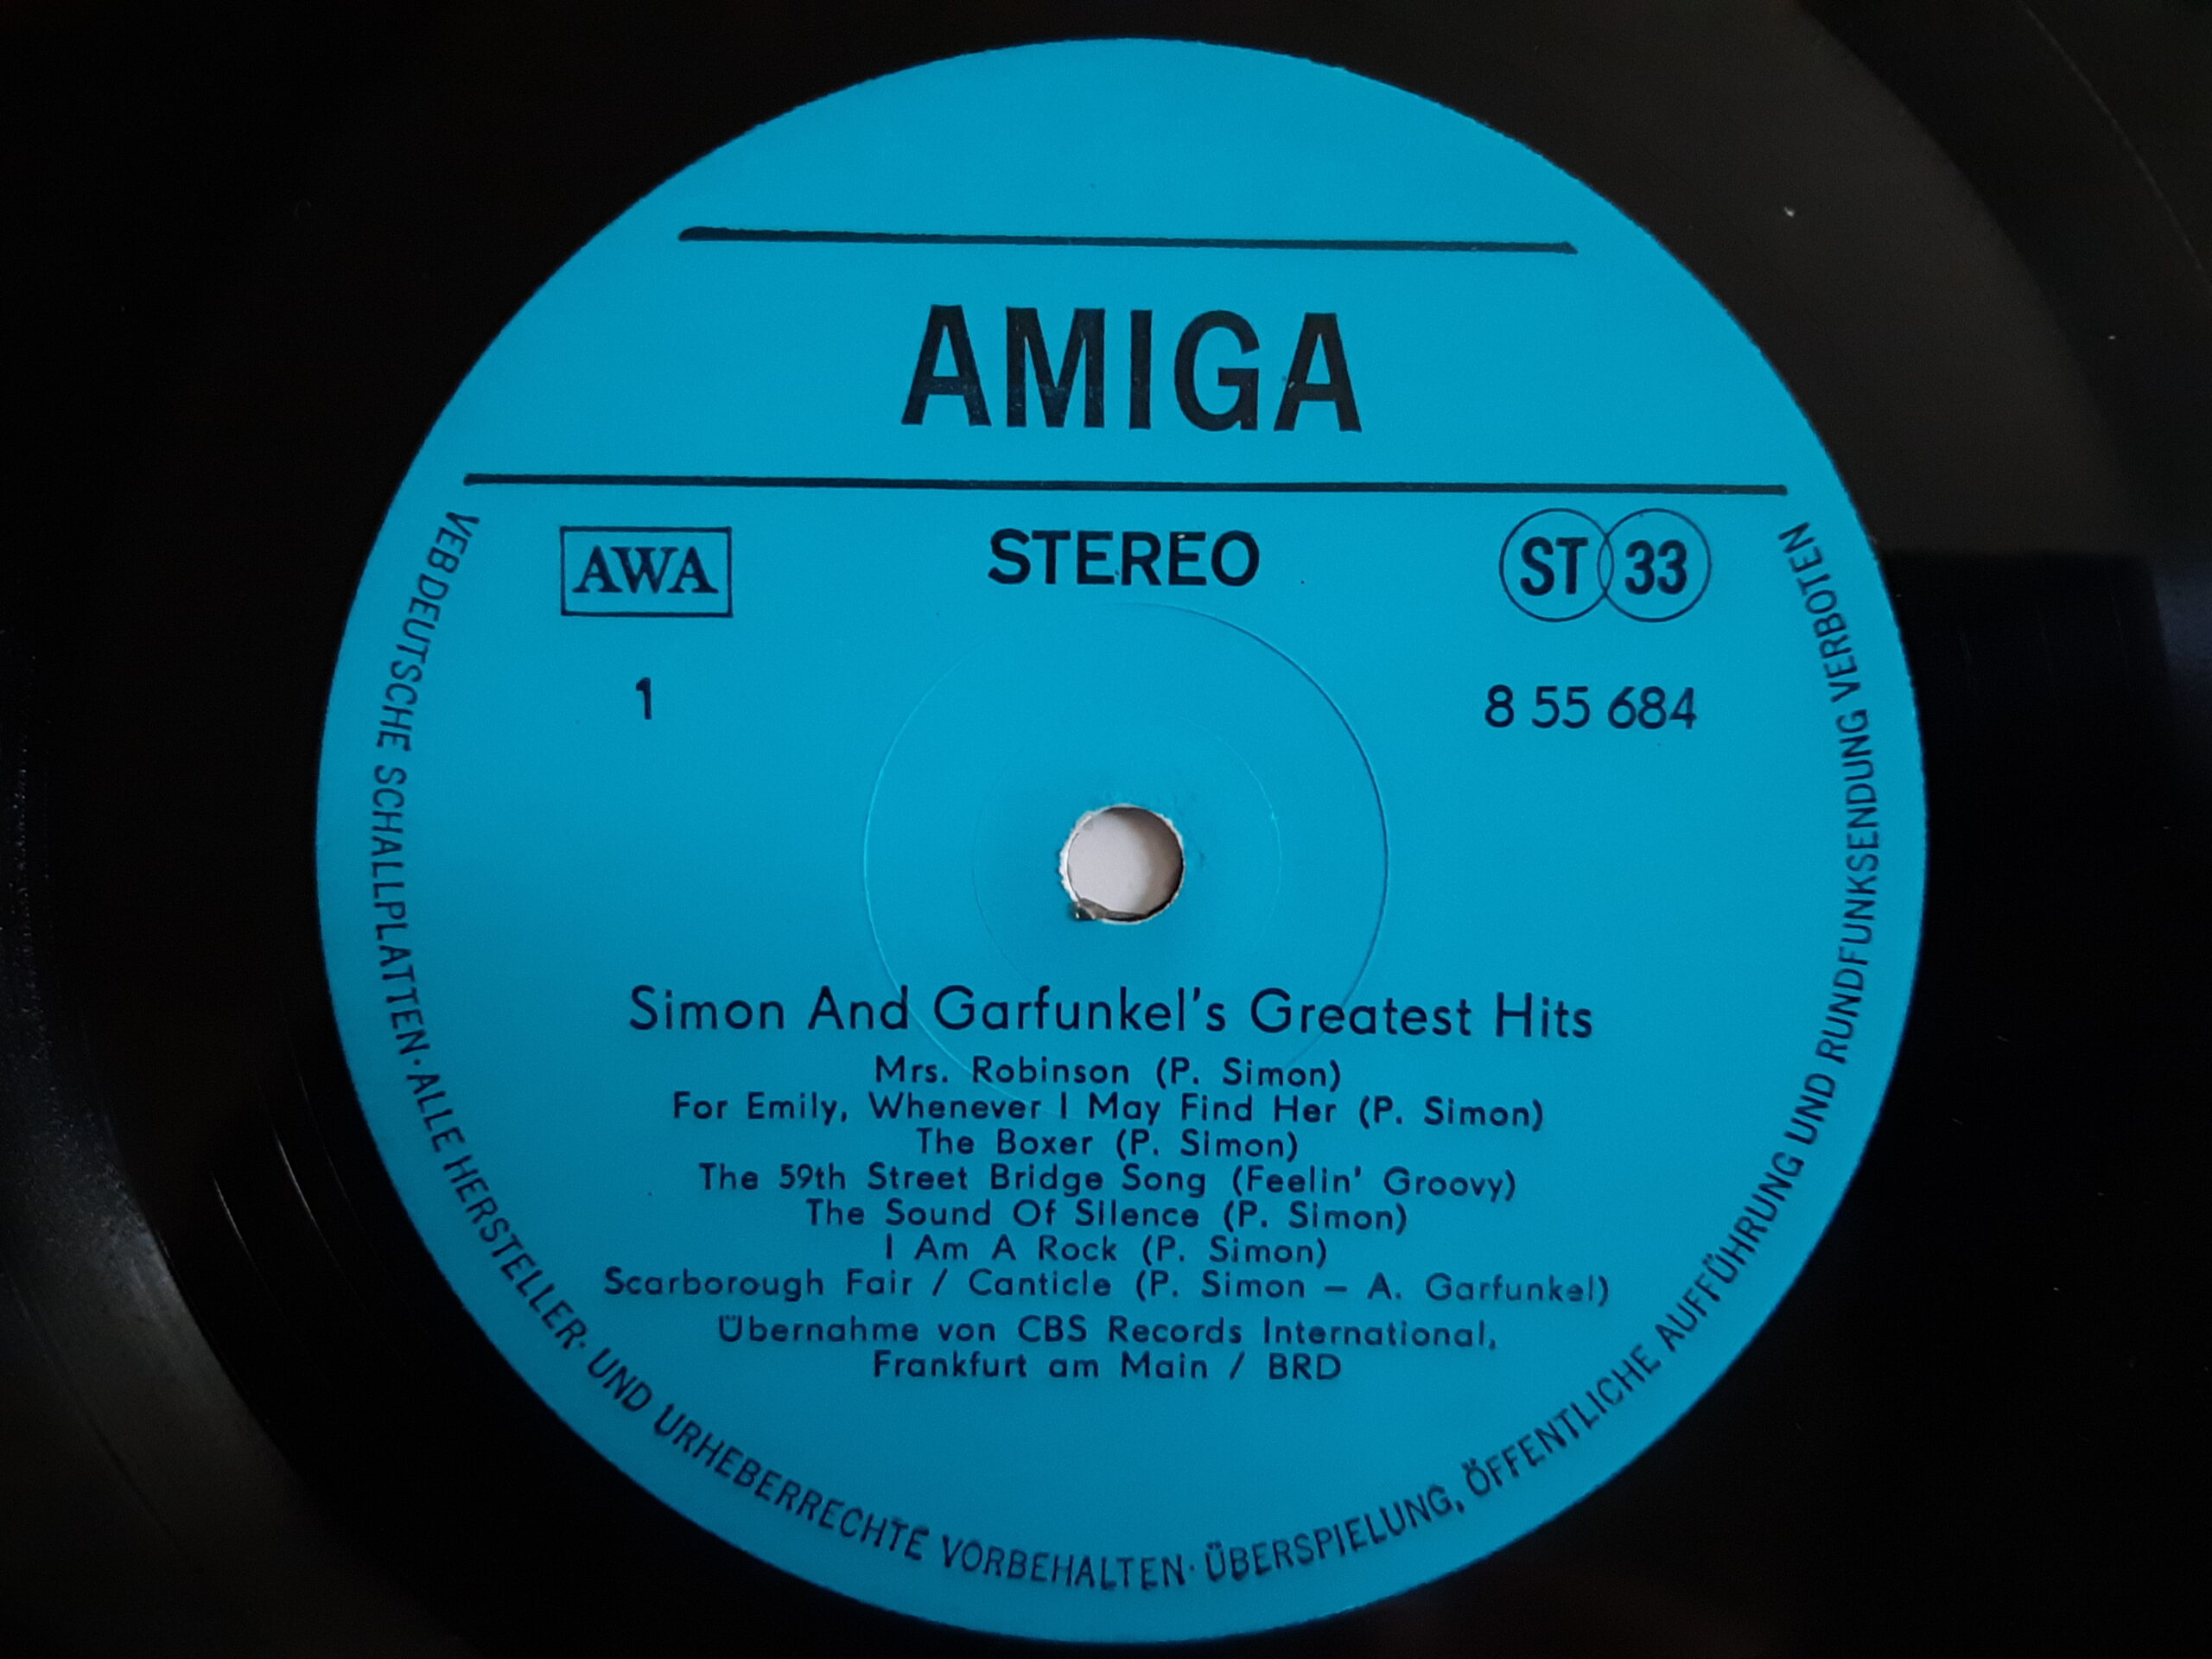 AMIGA
AWA
STEREO
ST 33
1
8 55 684
Simon And Garfunkel's Greatest Hits
Mrs. Robinson (P. Simon)
For Emily, Whenever I May Find Her (P. Simon)
The Boxer (P. Simon)
The 59th Street Bridge Song (Feelin' Groovy)
The Sound Of Silence (P. Simon)
I Am A Rock (P. Simon)
Scarborough Fair / Canticle (P. Simon – A. Garfunkel)
Übernahme von CBS Records International,
Frankfurt am Main / BRD
VEB DEUTSCHE SCHALLPLATTEN · ALLE HERSTELLER- UND URHEBERRECHTE VORBEHALTEN · ÜBERSPIELUNG, ÖFFENTLICHE AUFFÜHRUNG UND RUNDFUNKSENDUNG VERBOTEN